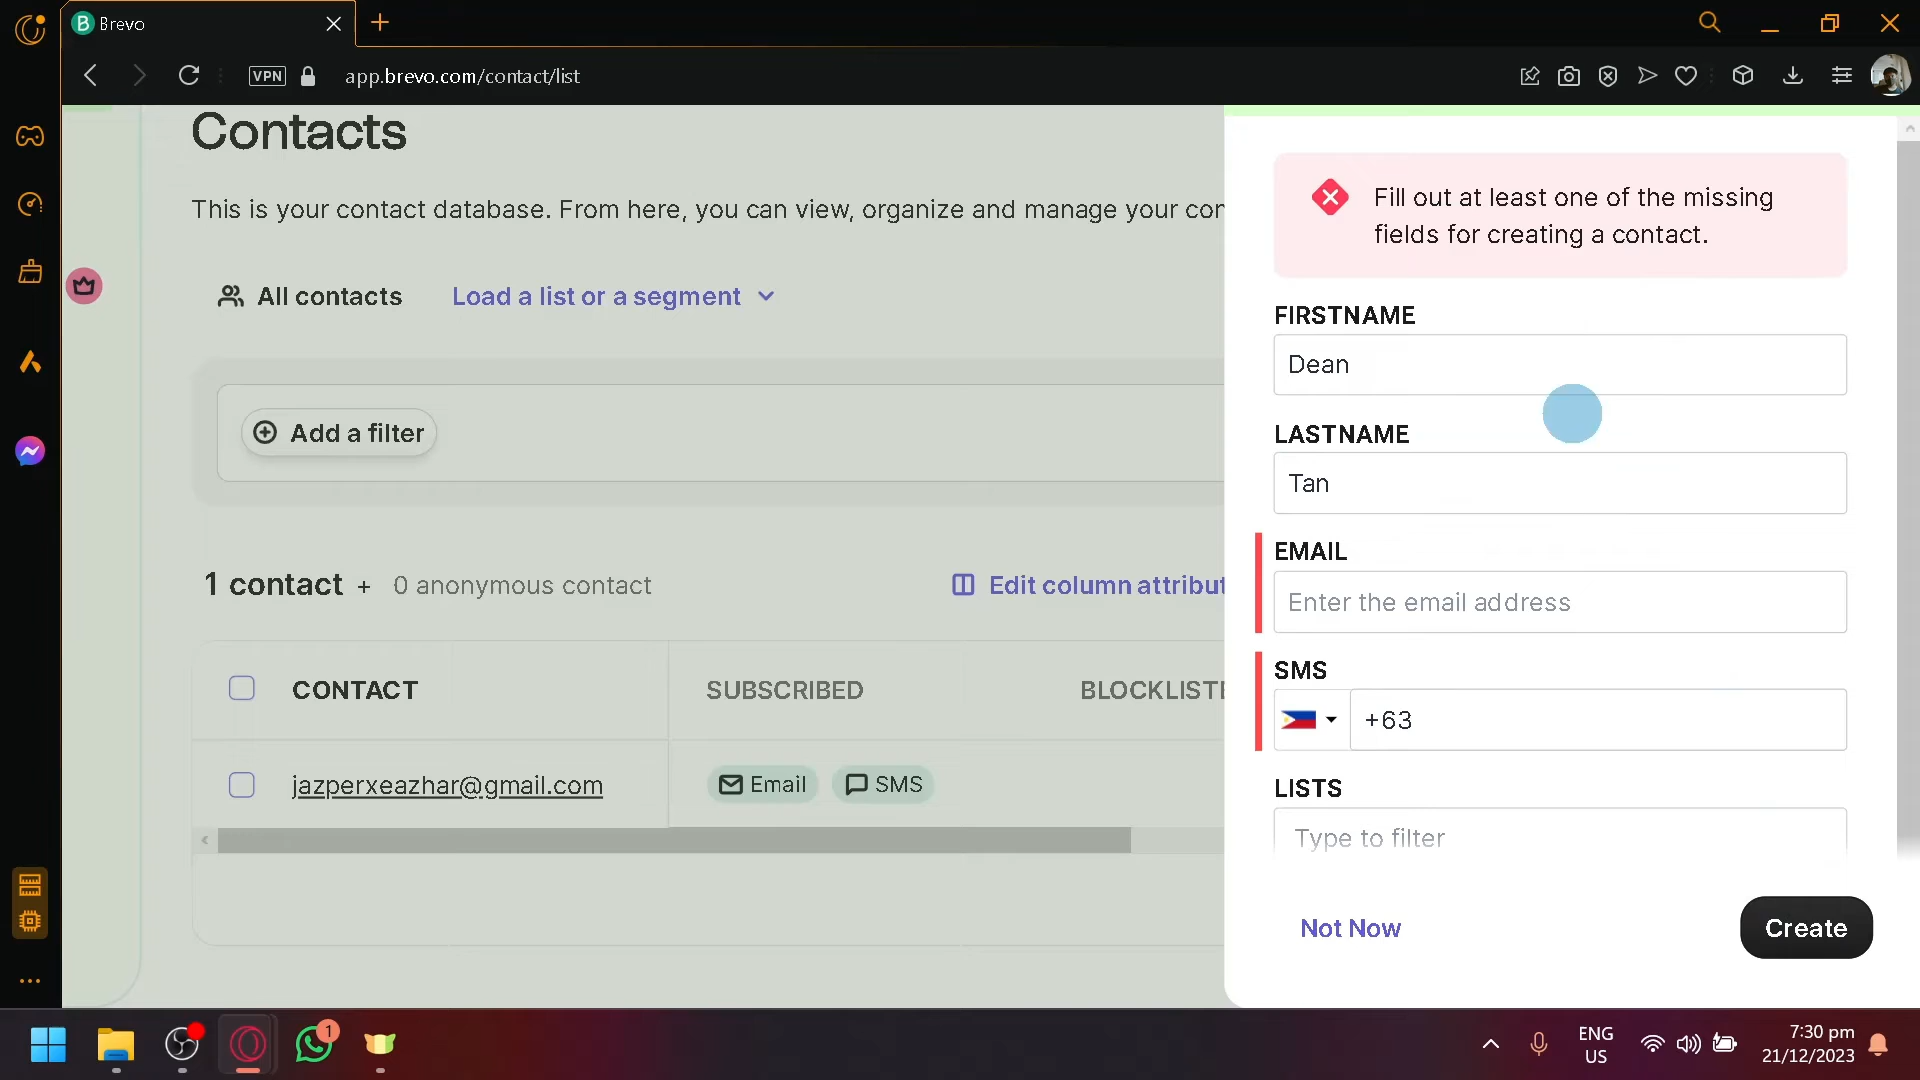 Brevo
VPN
app.brevo.com/contact/list
Contacts
This is your contact database. From here, you can view, organize and manage your con
All contacts
Load a list or a segment
Add a filter
1 contact + 0 anonymous contact
Edit column attribut
CONTACT
SUBSCRIBED
BLOCKLISTE
jazperxeazhar@gmail.com
Email
SMS
Fill out at least one of the missing
fields for creating a contact.
FIRSTNAME
Dean
LASTNAME
Tan
EMAIL
Enter the email address
SMS
+63
LISTS
Type to filter
Not Now
Create
1
ENG
US
7:30 pm
21/12/2023